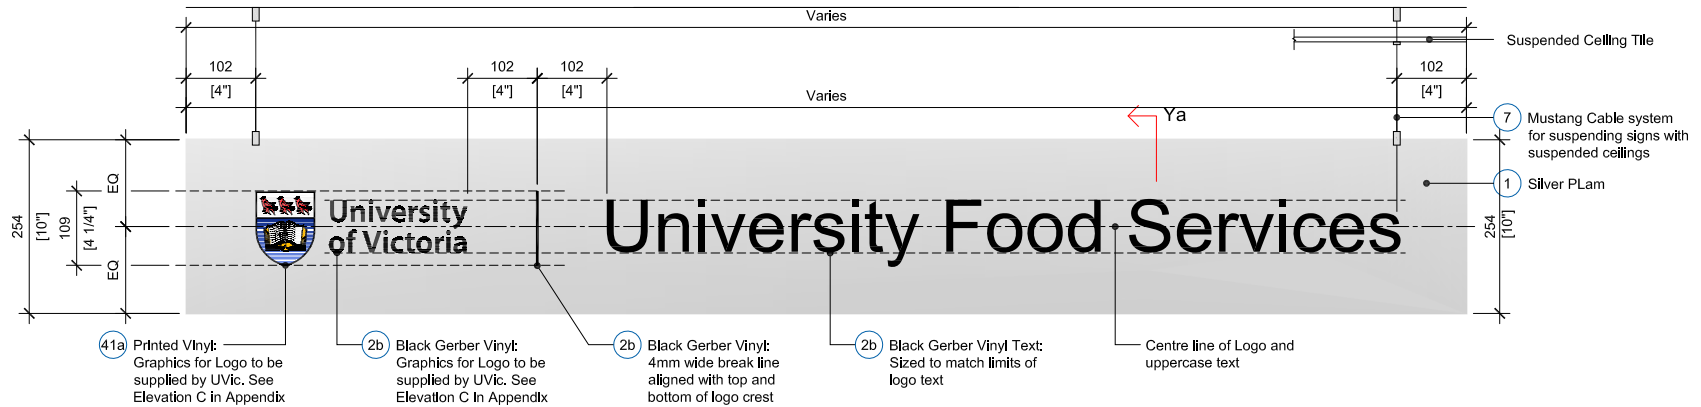 Varies
Suspended Ceiling Tile
102
[4"]
102
[4"]
102
[4"]
102
[4"]
Varies
Ya
7
Mustang Cable system
for suspending signs with
suspended ceilings
1
Silver PLam
254
[10"]
EQ
109
[4 1/4"]
EQ
University
of Victoria
University Food Services
254
[10"]
41a
Printed Vinyl:
Graphics for Logo to be
supplied by UVic. See
Elevation C in Appendix
2b
Black Gerber Vinyl:
Graphics for Logo to be
supplied by UVic. See
Elevation C in Appendix
2b
Black Gerber Vinyl:
4mm wide break line
aligned with top and
bottom of logo crest
2b
Black Gerber Vinyl Text:
Sized to match limits of
logo text
Centre line of Logo and
uppercase text